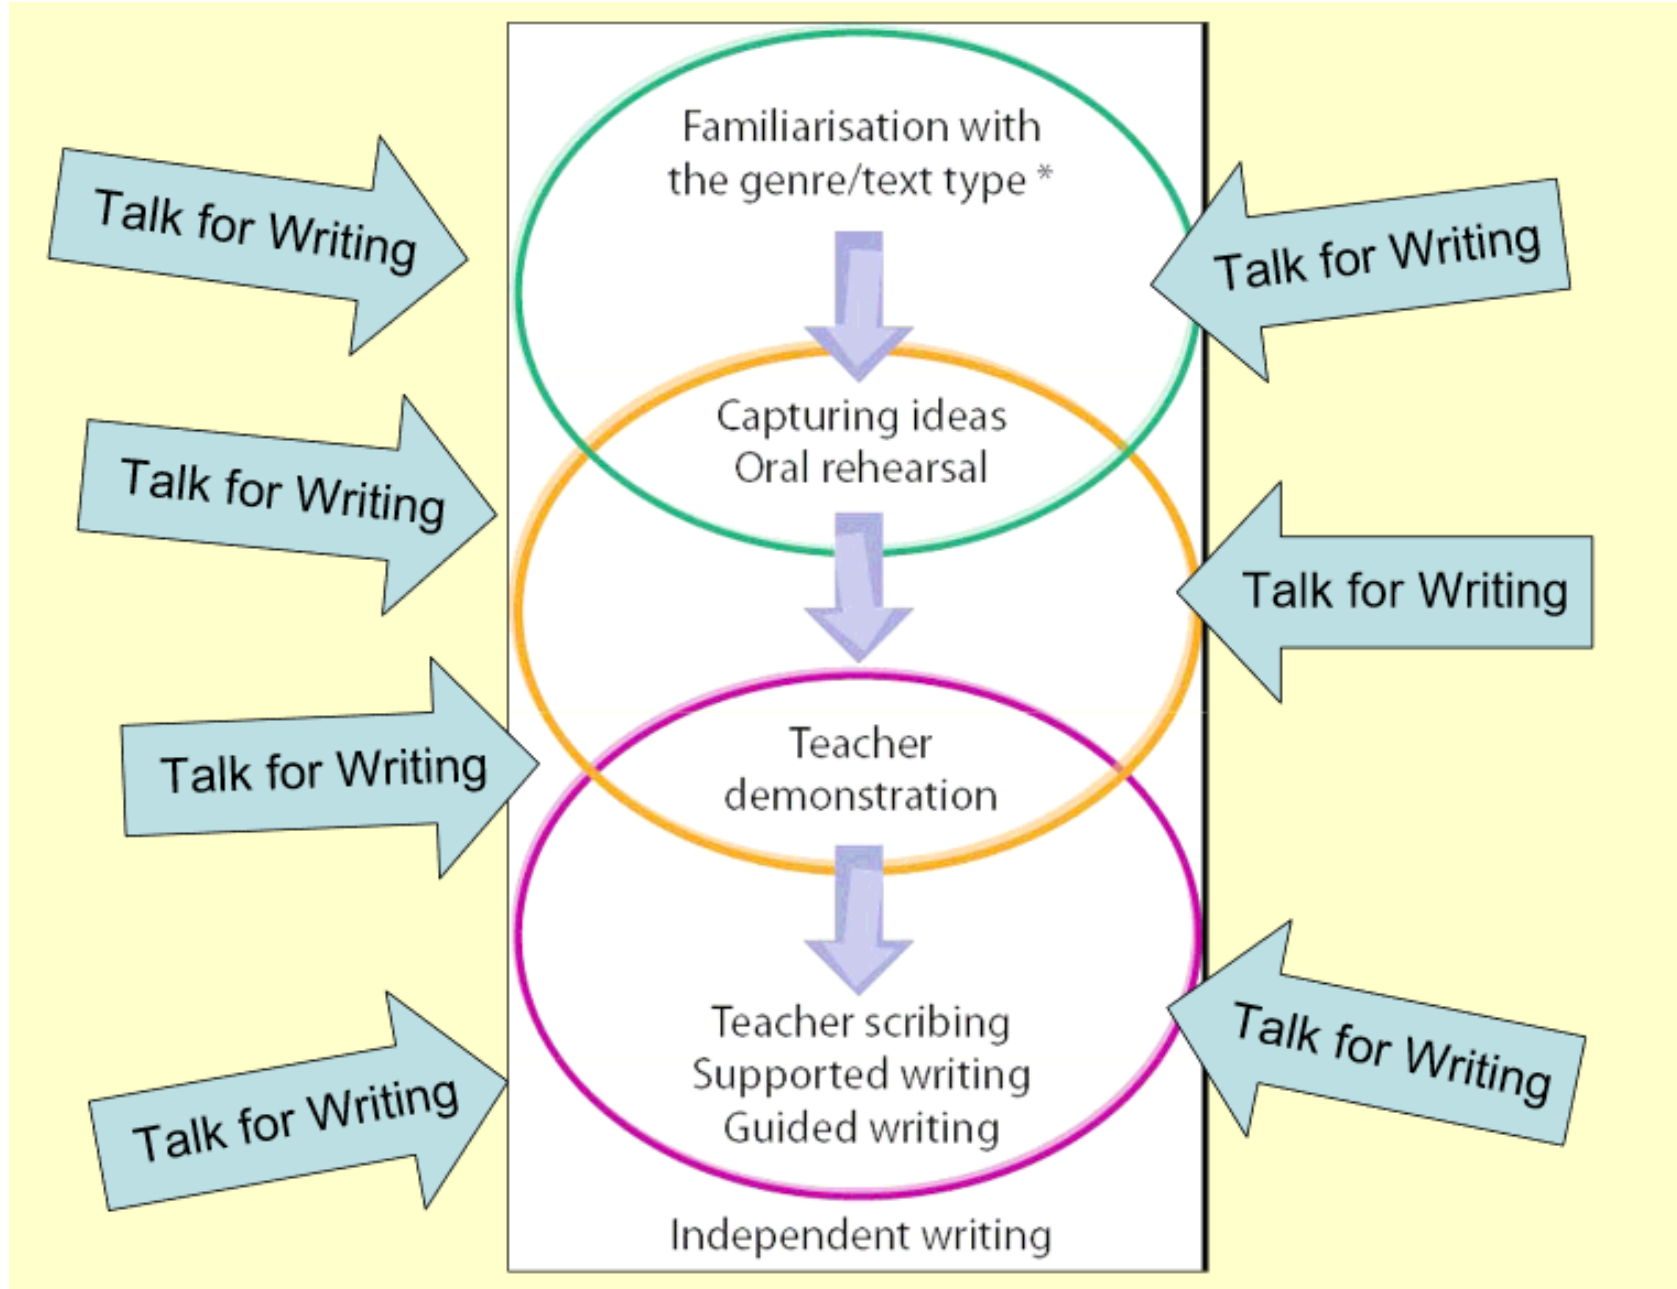 Familiarisation with
the genre/text type *
Talk for Writing
Talk for Writing
Capturing ideas
Oral rehearsal
Talk for Writing
Talk for Writing
Teacher
demonstration
Talk for Writing
Teacher scribing
Supported writing
Guided writing
Talk for Writing
Talk for Writing
Independent writing